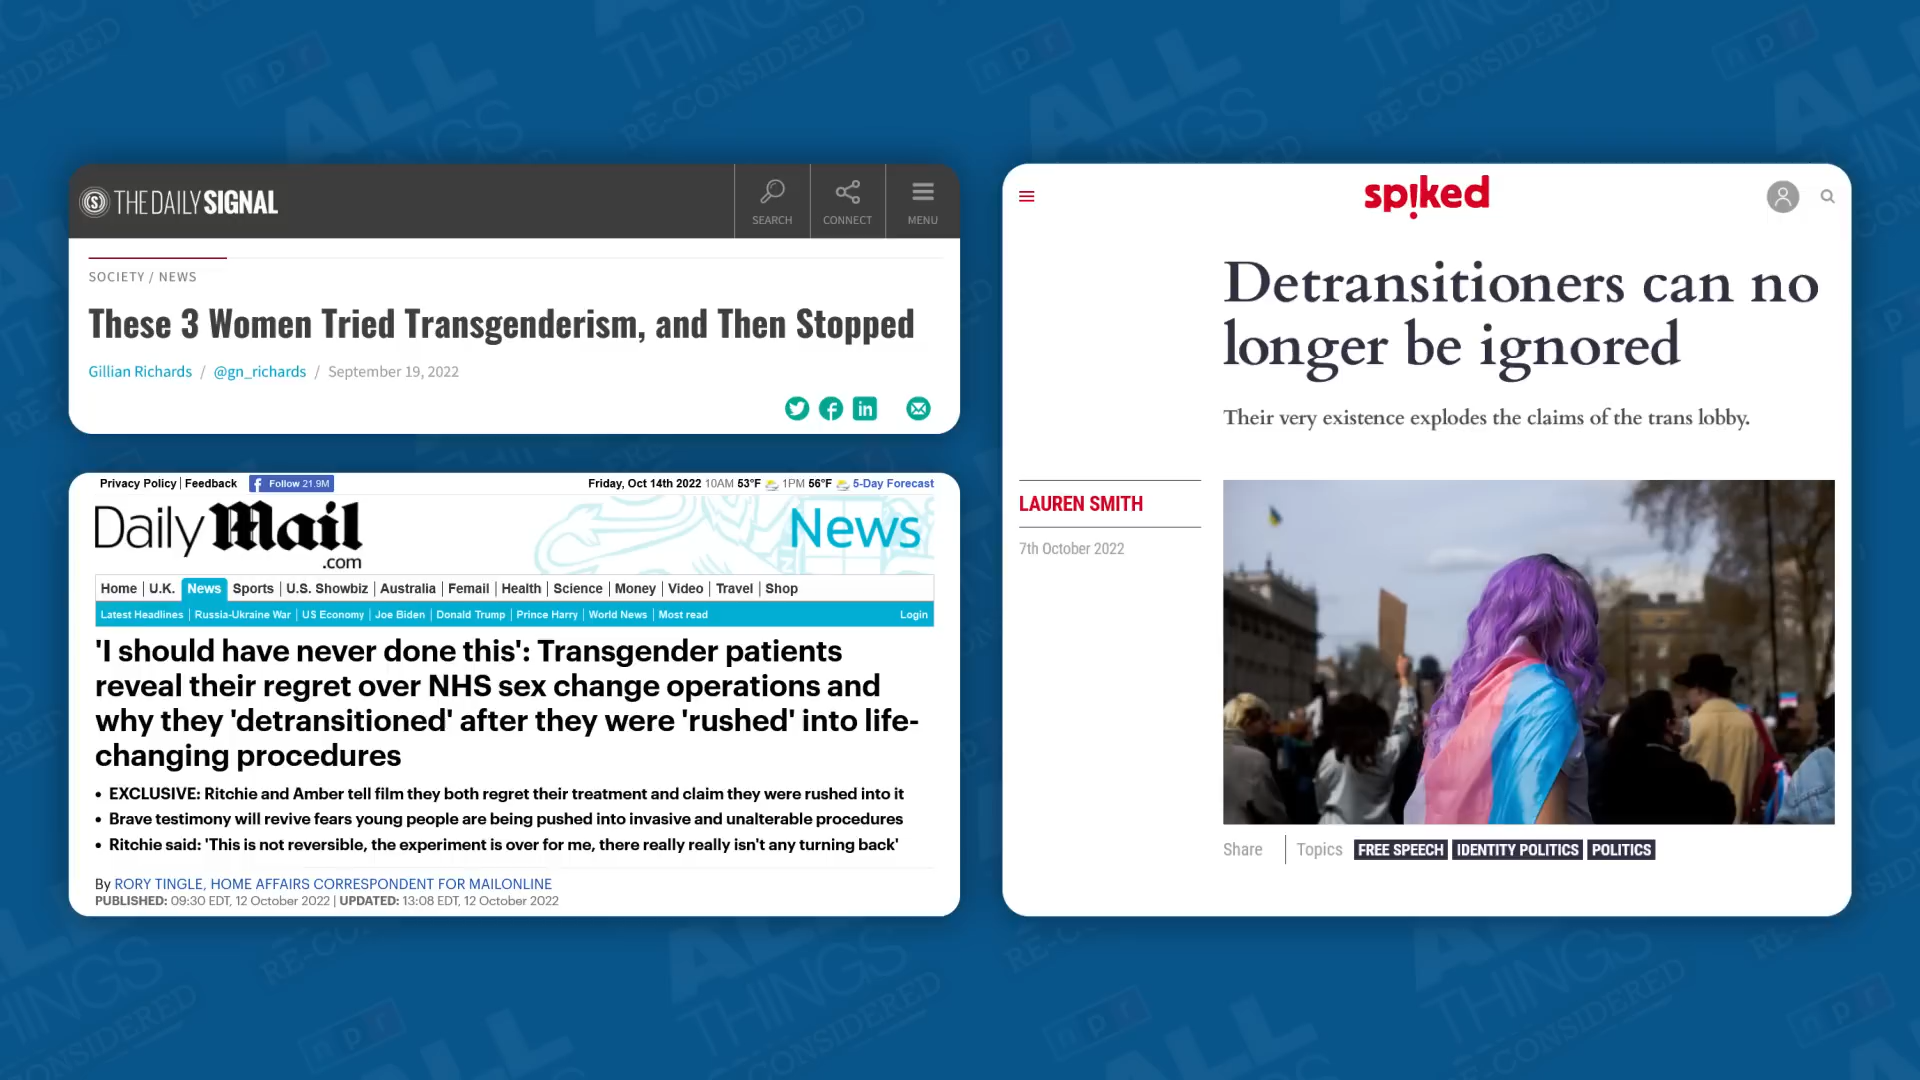 THE DAILY SIGNAL
SEARCH
CONNECT
MENU
SOCIETY / NEWS
These 3 Women Tried Transgenderism, and Then Stopped
Gillian Richards / @gn_richards / September 19, 2022
Privacy Policy | Feedback
Follow 21.9M
Friday, Oct 14th 2022 10AM 53°F 1PM 56°F 5-Day Forecast
Daily Mail
.com
News
Home | U.K. News Sports | U.S. Showbiz | Australia | Femail | Health | Science | Money | Video | Travel | Shop
Latest Headlines | Russia-Ukraine War | US Economy | Joe Biden | Donald Trump | Prince Harry | World News | Most read
Login
'I should have never done this': Transgender patients
reveal their regret over NHS sex change operations and
why they 'detransitioned' after they were 'rushed' into life-
changing procedures
• EXCLUSIVE: Ritchie and Amber tell film they both regret their treatment and claim they were rushed into it
• Brave testimony will revive fears young people are being pushed into invasive and unalterable procedures
• Ritchie said: 'This is not reversible, the experiment is over for me, there really really isn't any turning back'
By RORY TINGLE, HOME AFFAIRS CORRESPONDENT FOR MAILONLINE
PUBLISHED: 09:30 EDT, 12 October 2022 | UPDATED: 13:08 EDT, 12 October 2022
spiked
Detransitioners can no
longer be ignored
Their very existence explodes the claims of the trans lobby.
LAUREN SMITH
7th October 2022
Share
Topics FREE SPEECH IDENTITY POLITICS POLITICS
ALL
THINGS
RE-CONSIDERED
npr